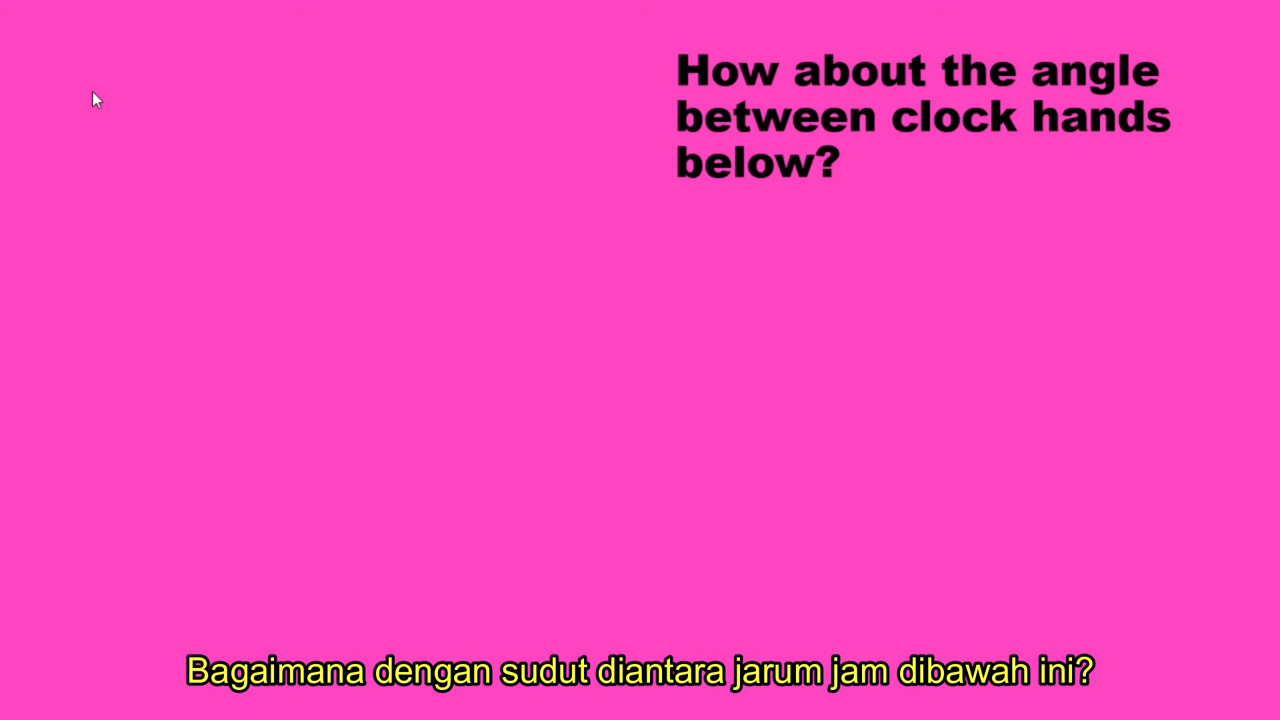 How about the angle
between clock hands
below?
Bagaimana dengan sudut diantara jarum jam dibawah ini?